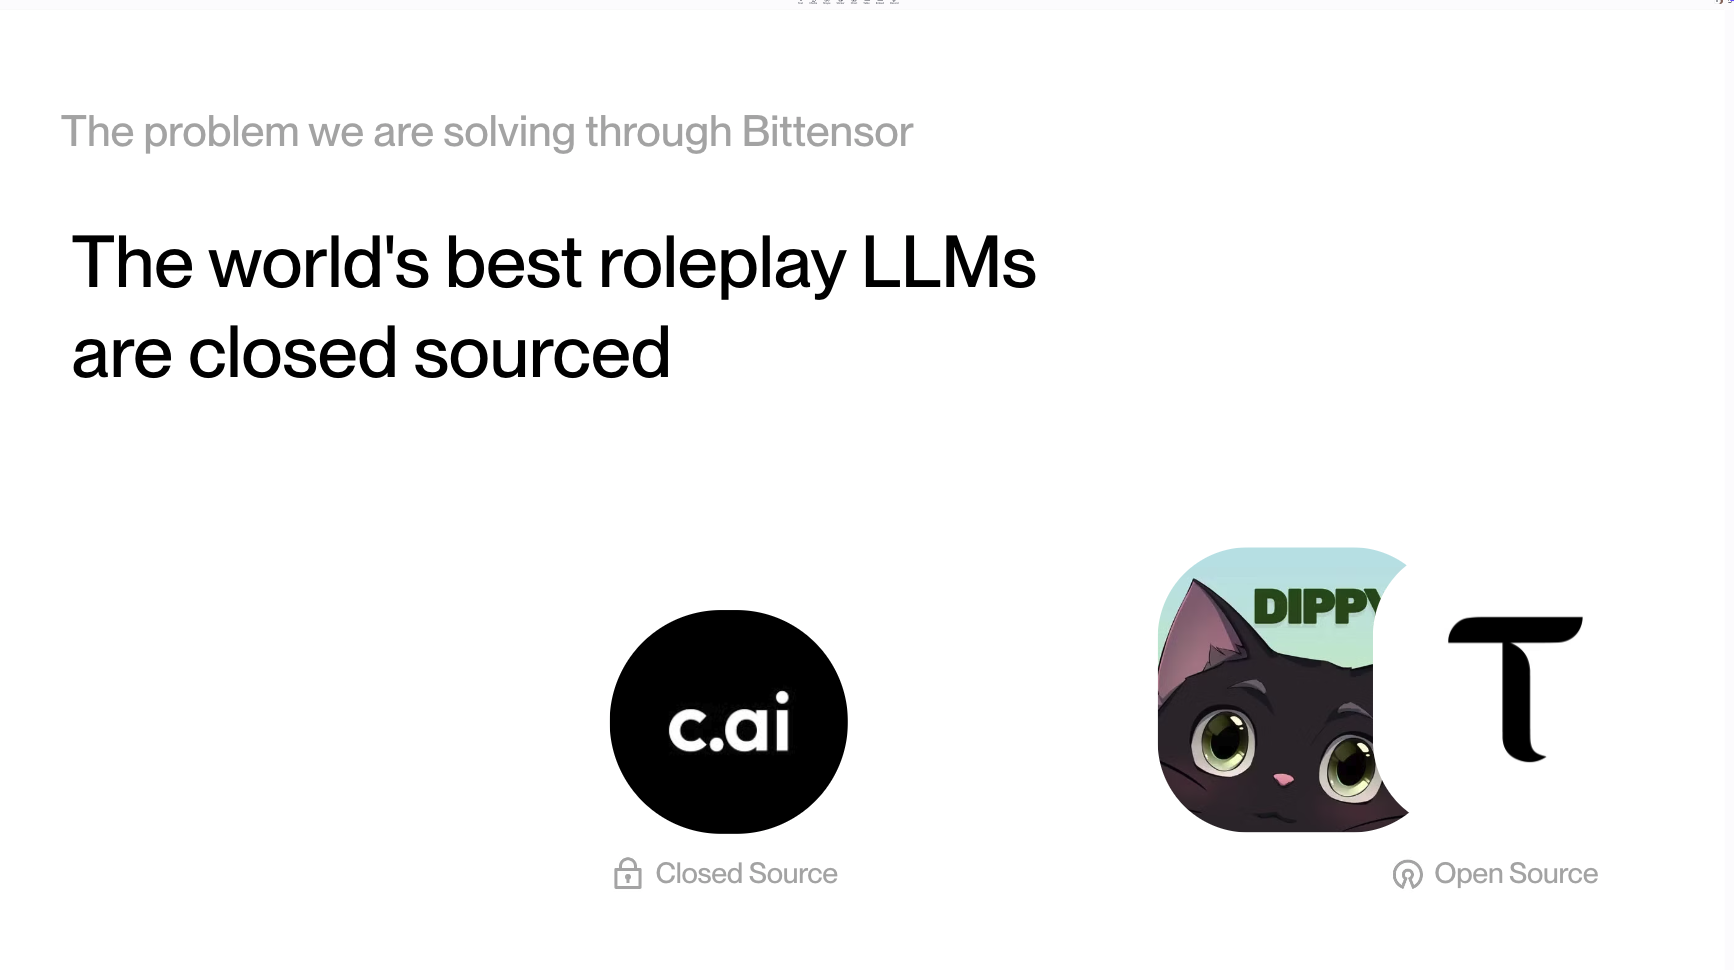 The problem we are solving through Bittensor
The world's best roleplay LLMs
are closed sourced
DIPPY
c.ai
Closed Source
Open Source